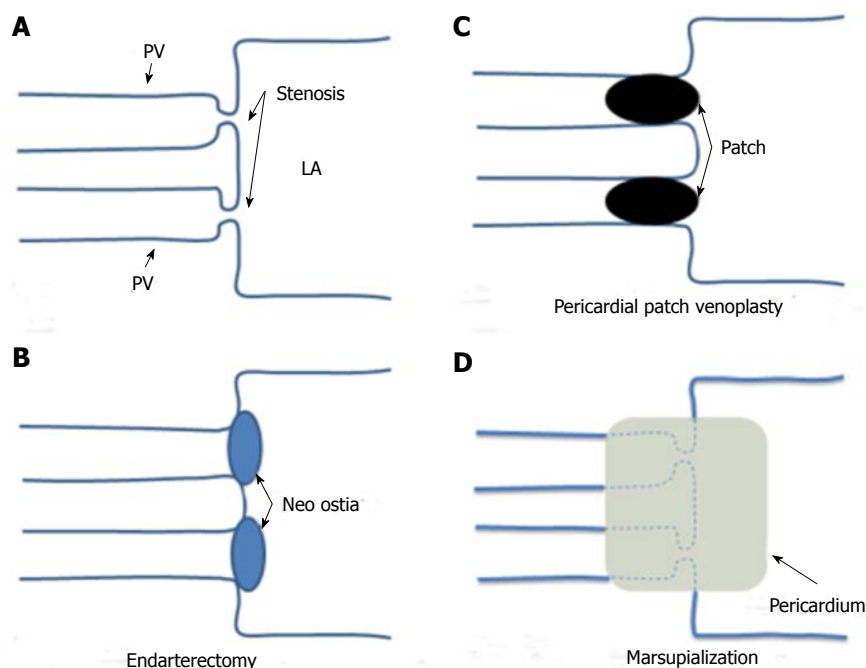 A
PV
Stenosis
LA
PV
B
Neo ostia
Endarterectomy
C
Patch
Pericardial patch venoplasty
D
Pericardium
Marsupialization